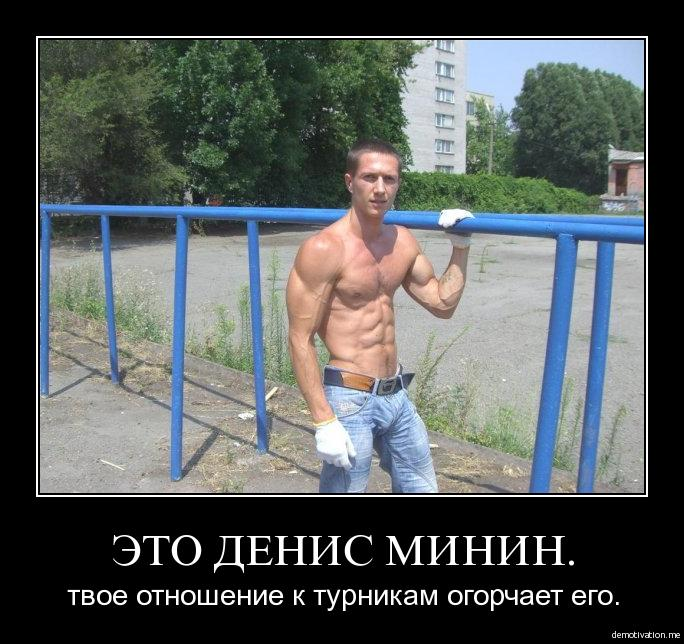 ЭТО ДЕНИС МИНИН.
твое отношение к турникам огорчает его.
demotivation.me